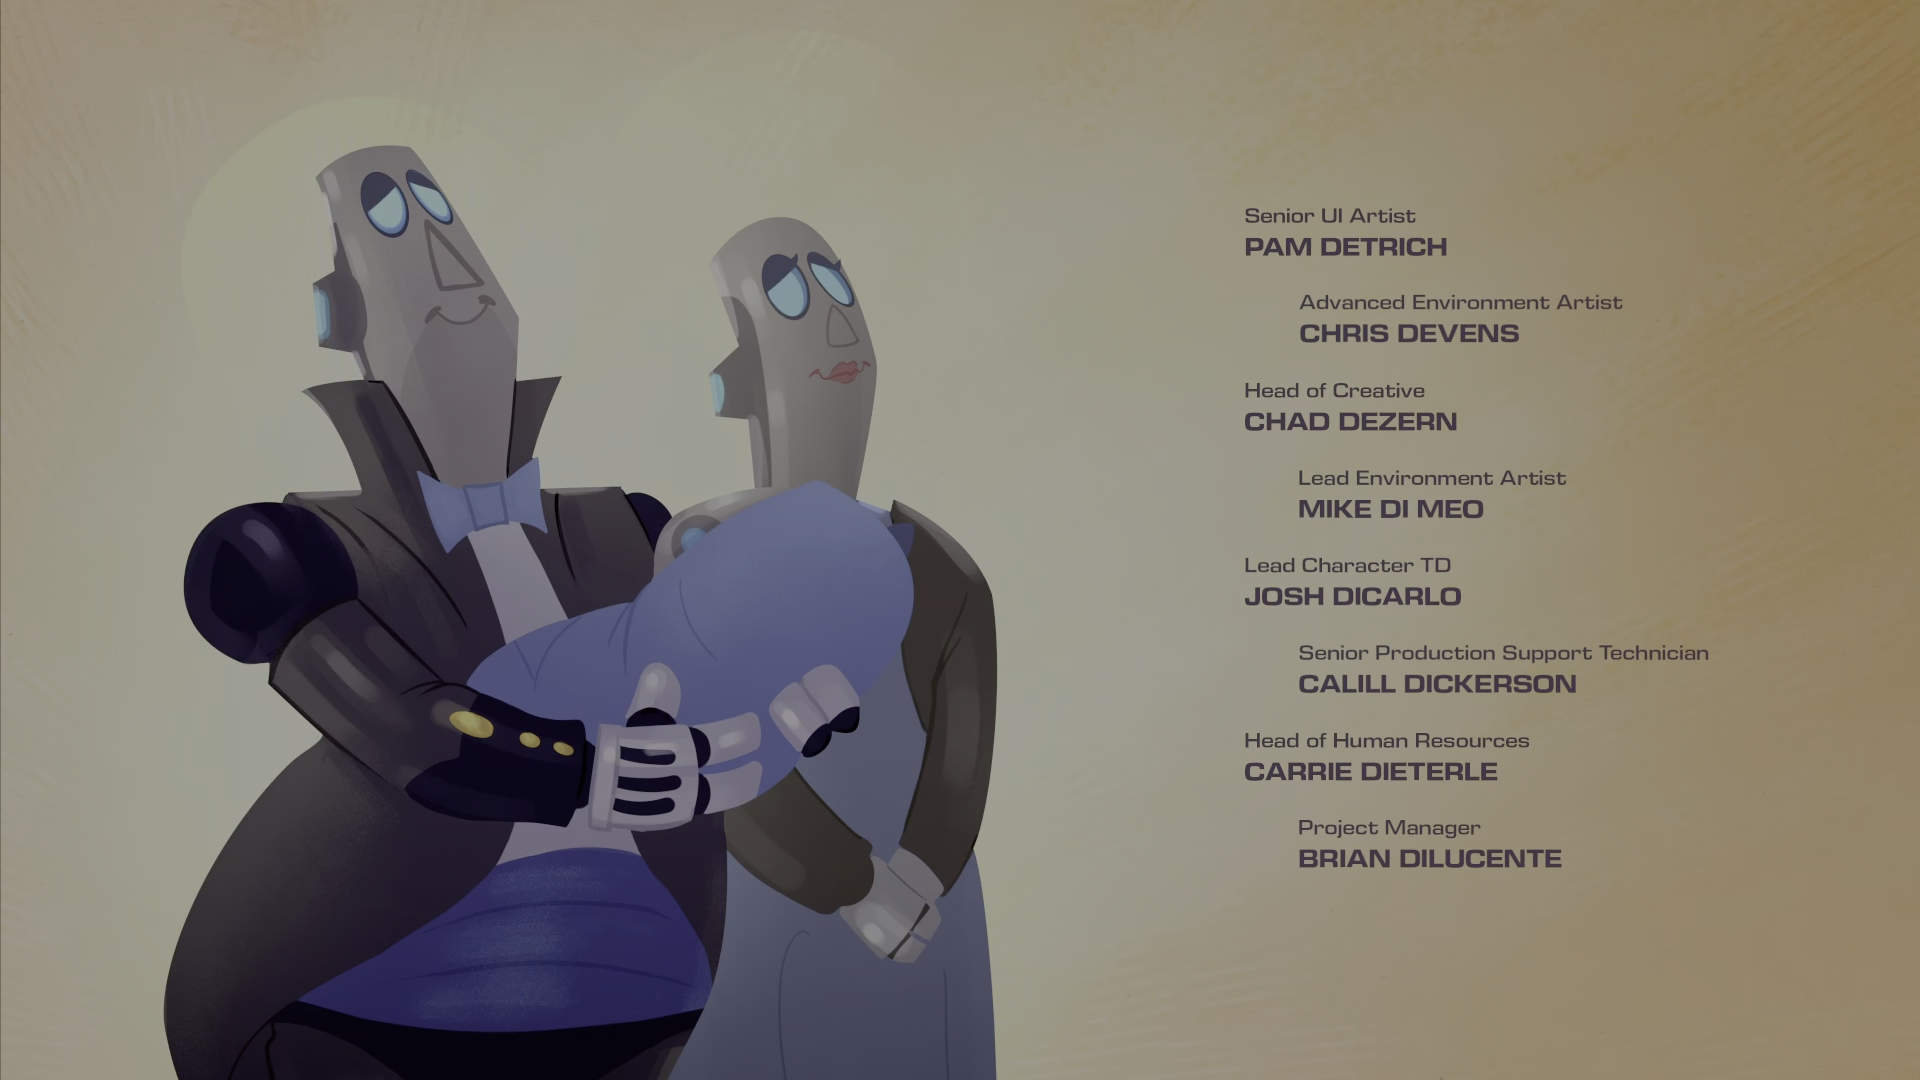 Senior UI Artist
PAM DETRICH
Advanced Environment Artist
CHRIS DEVENS
Head of Creative
CHAD DEZERN
Lead Environment Artist
MIKE DI MEO
Lead Character TD
JOSH DICARLO
Senior Production Support Technician
CALILL DICKERSON
Head of Human Resources
CARRIE DIETERLE
Project Manager
BRIAN DILUCENTE